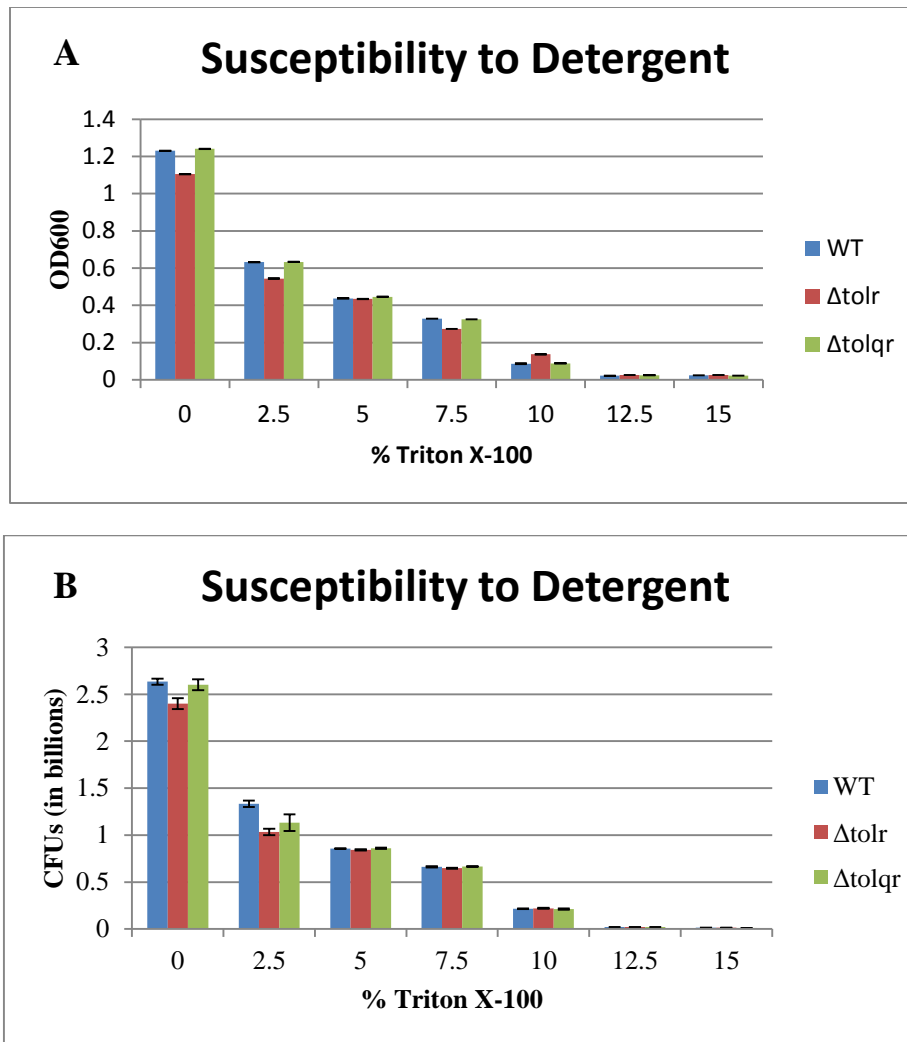 A
Susceptibility to Detergent
1.4
1.2
1
0.8
0.6
0.4
0.2
0
OD600
0 2.5 5 7.5 10 12.5 15
% Triton X-100
WT
Δtolr
Δtolqr
B
Susceptibility to Detergent
3
2.5
2
1.5
1
0.5
0
CFUs (in billions)
0 2.5 5 7.5 10 12.5 15
% Triton X-100
WT
Δtolr
Δtolqr